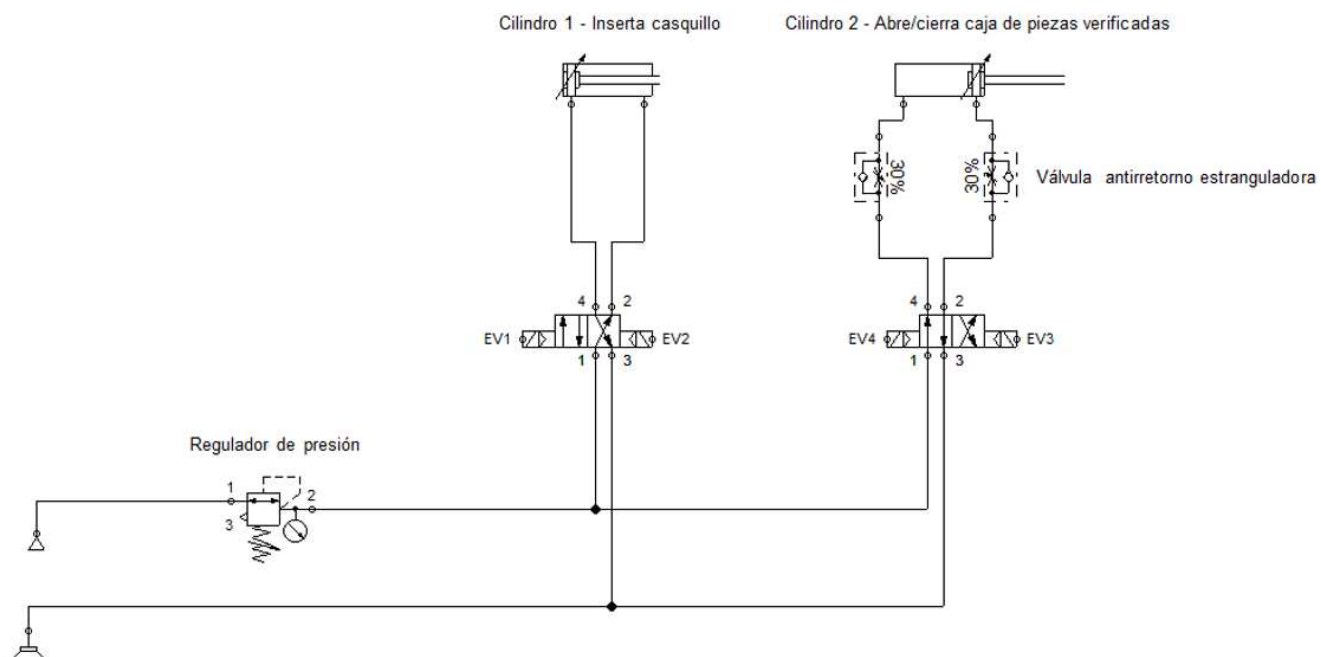 Cilindro 1 - Inserta casquillo
Cilindro 2 - Abre/cierra caja de piezas verificadas
30%
30%
Válvula antirretorno estranguladora
4 2
EV1 EV2
1 3
4 2
EV4 EV3
1 3
Regulador de presión
1
2
3